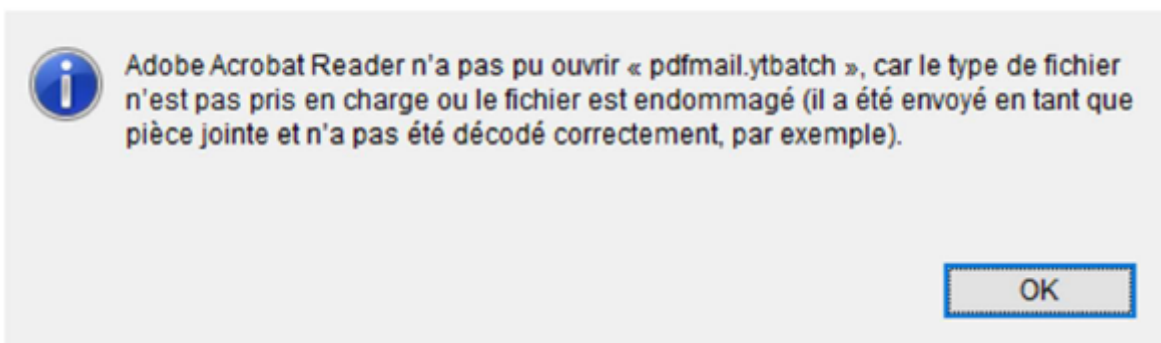 Adobe Acrobat Reader n'a pas pu ouvrir « pdfmail.ytbatch », car le type de fichier
n'est pas pris en charge ou le fichier est endommagé (il a été envoyé en tant que
pièce jointe et n'a pas été décodé correctement, par exemple).
OK